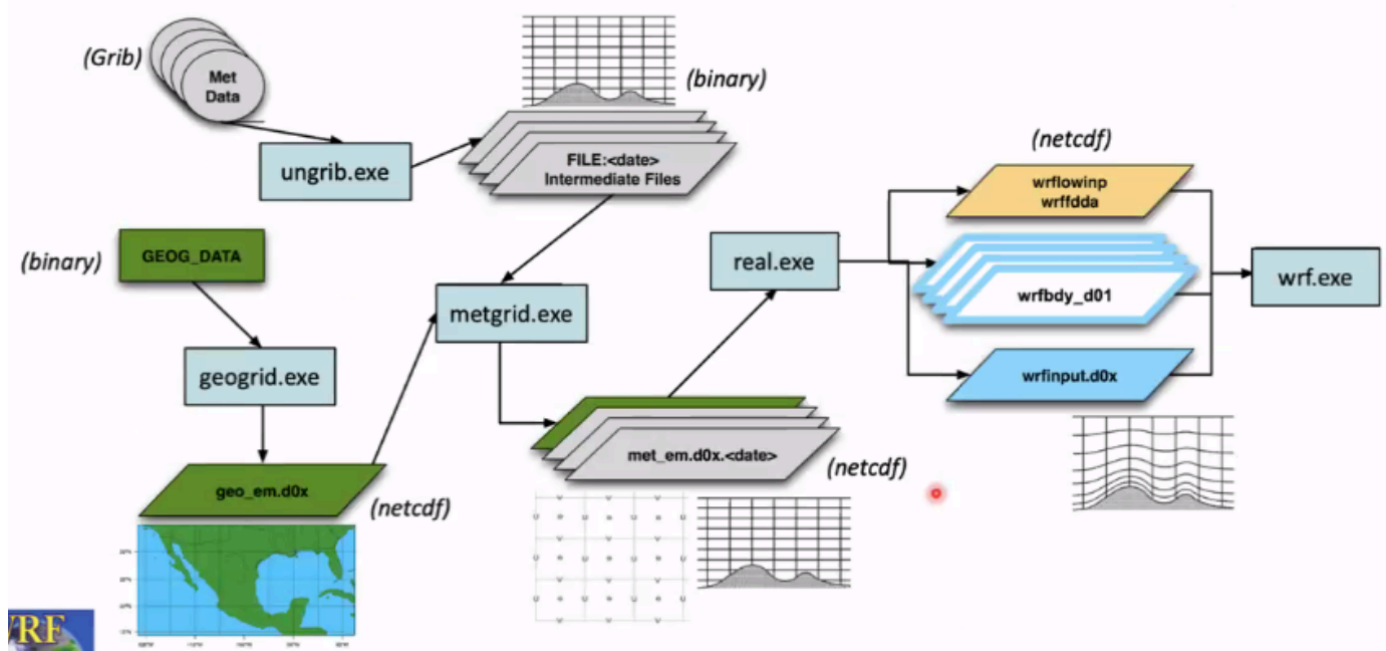 (Grib)
Met
Data
(binary)
ungrib.exe
FILE:<date>
Intermediate Files
(netcdf)
wrflowinp
wrffdda
(binary)
GEOG_DATA
real.exe
wrfbdy_d01
wrf.exe
metgrid.exe
geogrid.exe
wrfinput.d0x
met_em.d0x.<date>
(netcdf)
geo_em.d0x
(netcdf)
WRF